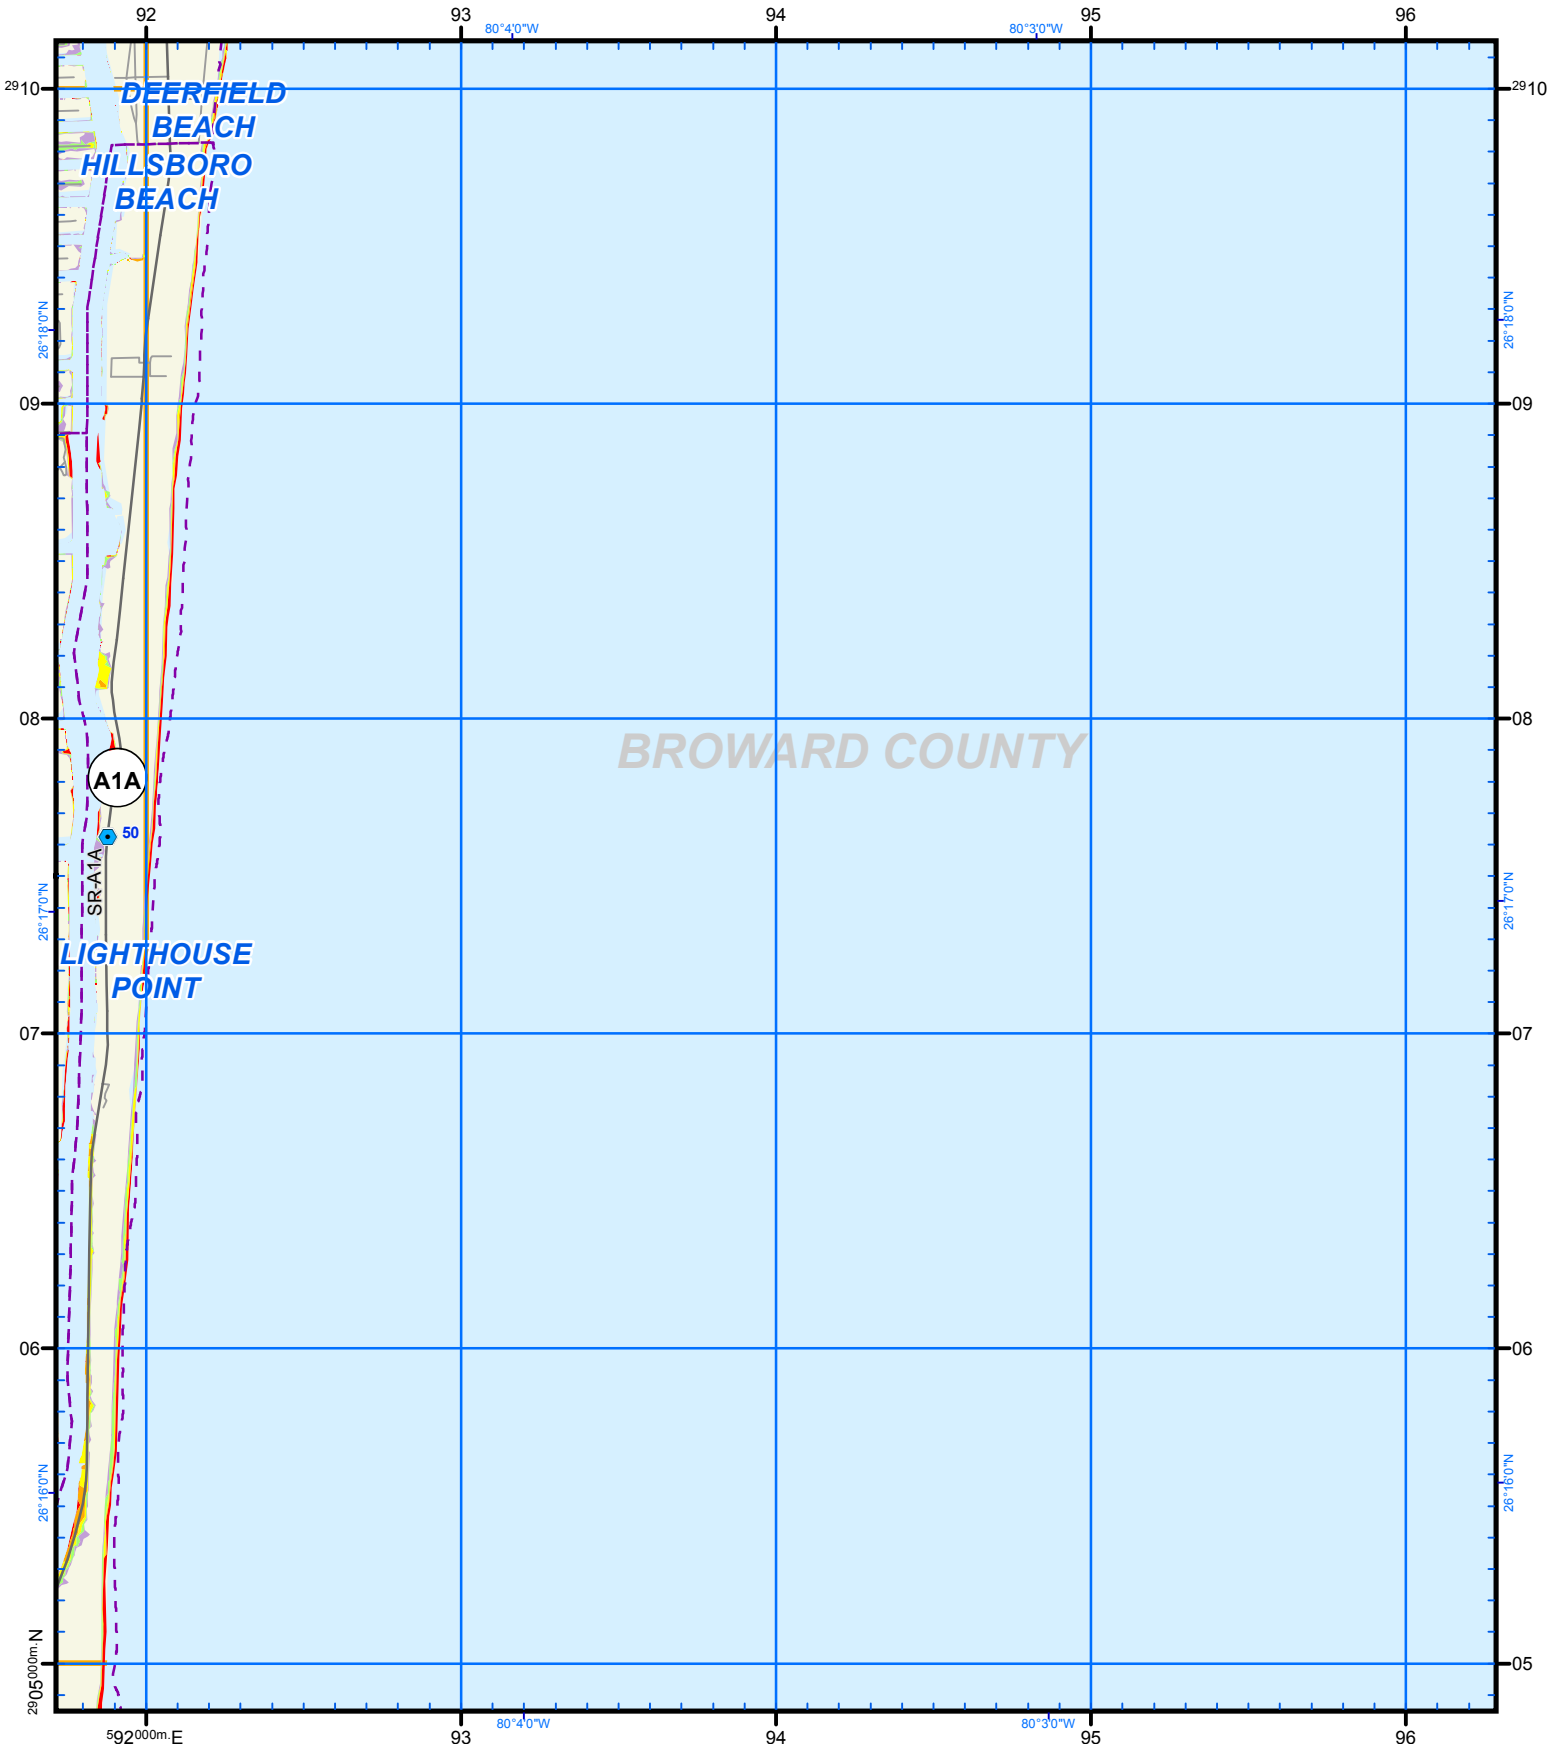 92 93 94 95 96
80°4'0"W 80°3'0"W
2910 2910
DEERFIELD
BEACH
HILLSBORO
BEACH
26°18'0"N 26°18'0"N
09 09
08 08
BROWARD COUNTY
A1A
50
SR-A1A
26°17'0"N 26°17'0"N
LIGHTHOUSE
POINT
07 07
06 06
26°16'0"N 26°16'0"N
2905000m.N 05
80°4'0"W 80°3'0"W
592000m.E 93 94 95 96